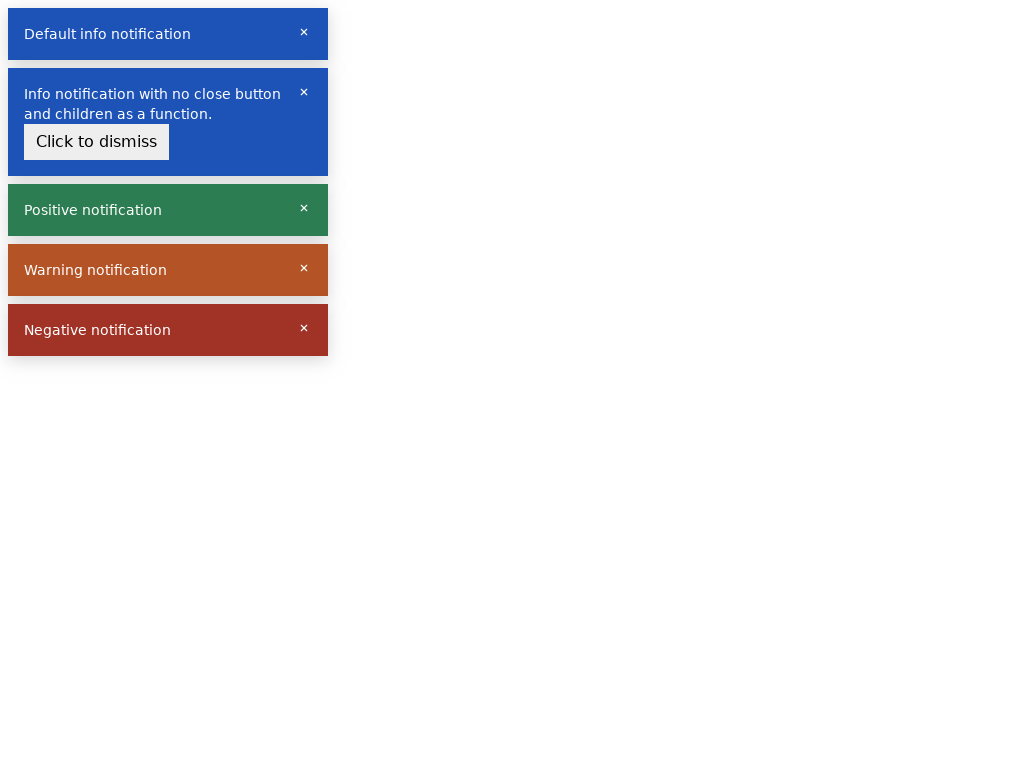 Default info notification ×
Info notification with no close button ×
and children as a function.
Click to dismiss
Positive notification ×
Warning notification ×
Negative notification ×